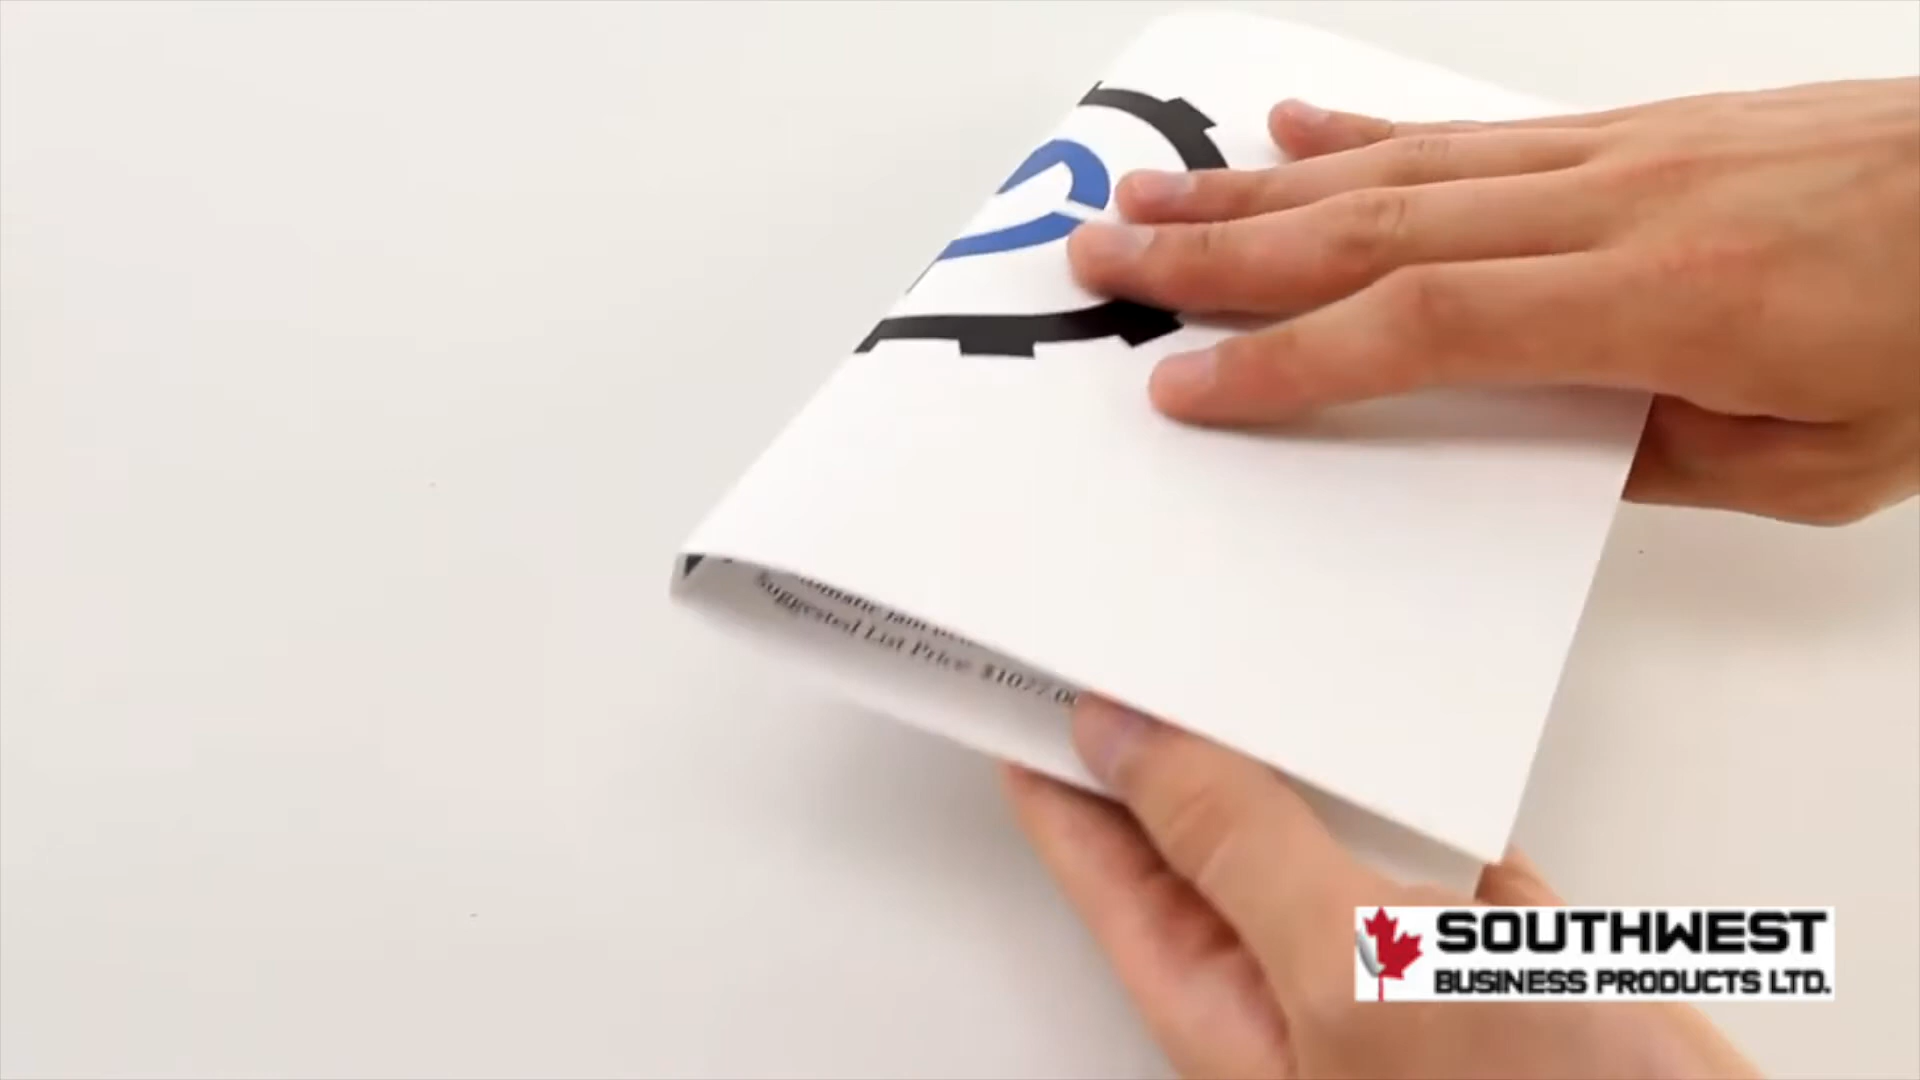 Suggested List Price: $1077.00
SOUTHWEST
BUSINESS PRODUCTS LTD.